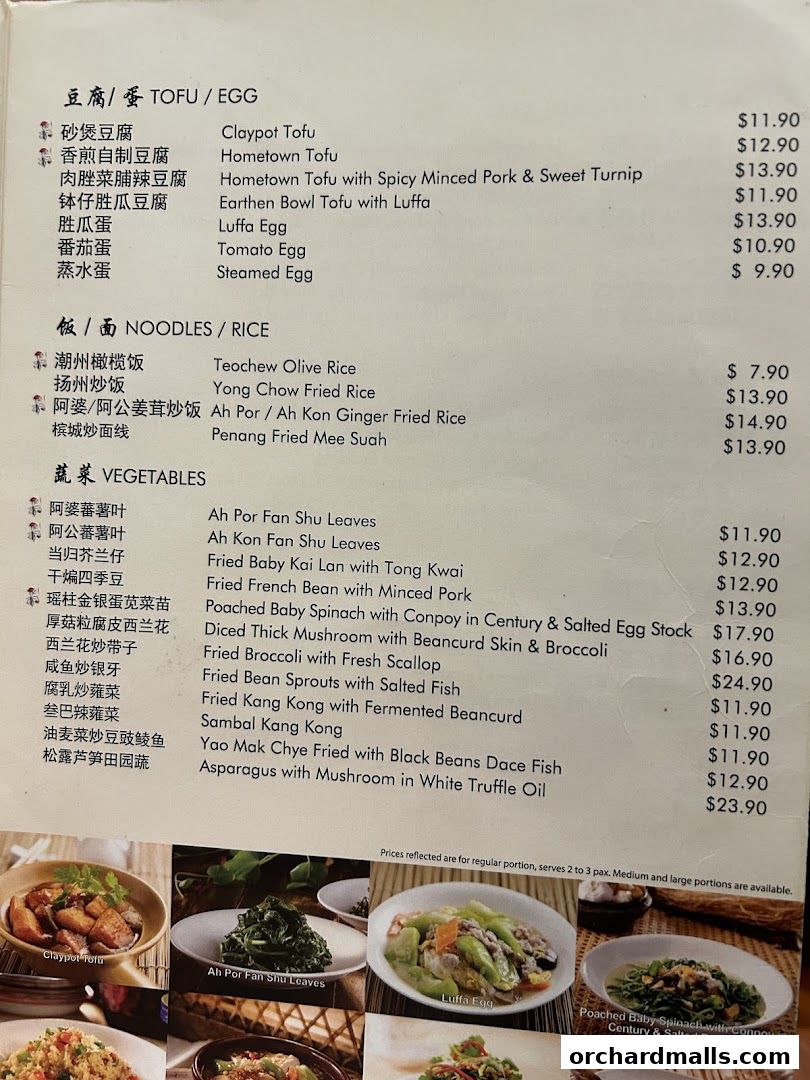 豆腐/ 蛋 TOFU / EGG
砂煲豆腐 Claypot Tofu $11.90
香煎自制豆腐 Hometown Tofu $12.90
肉脞菜脯辣豆腐 Hometown Tofu with Spicy Minced Pork & Sweet Turnip $13.90
钵仔胜瓜豆腐 Earthen Bowl Tofu with Luffa $11.90
胜瓜蛋 Luffa Egg $13.90
番茄蛋 Tomato Egg $10.90
蒸水蛋 Steamed Egg $ 9.90
饭 / 面 NOODLES / RICE
潮州橄榄饭 Teochew Olive Rice $ 7.90
扬州炒饭 Yong Chow Fried Rice $13.90
阿婆/阿公姜茸炒饭 Ah Por / Ah Kon Ginger Fried Rice $14.90
槟城炒面线 Penang Fried Mee Suah $13.90
蔬菜 VEGETABLES
阿婆蕃薯叶 Ah Por Fan Shu Leaves $11.90
阿公蕃薯叶 Ah Kon Fan Shu Leaves $12.90
当归芥兰仔 Fried Baby Kai Lan with Tong Kwai $12.90
干煸四季豆 Fried French Bean with Minced Pork $13.90
瑶柱金银蛋苋菜苗 Poached Baby Spinach with Conpoy in Century & Salted Egg Stock $17.90
厚菇粒腐皮西兰花 Diced Thick Mushroom with Beancurd Skin & Broccoli $16.90
西兰花炒带子 Fried Broccoli with Fresh Scallop $24.90
咸鱼炒银牙 Fried Bean Sprouts with Salted Fish $11.90
腐乳炒蕹菜 Fried Kang Kong with Fermented Beancurd $11.90
叁巴辣蕹菜 Sambal Kang Kong $11.90
油麦菜炒豆豉鲮鱼 Yao Mak Chye Fried with Black Beans Dace Fish $12.90
松露芦笋田园蔬 Asparagus with Mushroom in White Truffle Oil $23.90
Prices reflected are for regular portion, serves 2 to 3 pax. Medium and large portions are available.
Claypot Tofu
Ah Por Fan Shu Leaves
Luffa Egg
Poached Baby Spinach with Conpoy in
Century & Salted Egg
orchardmalls.com